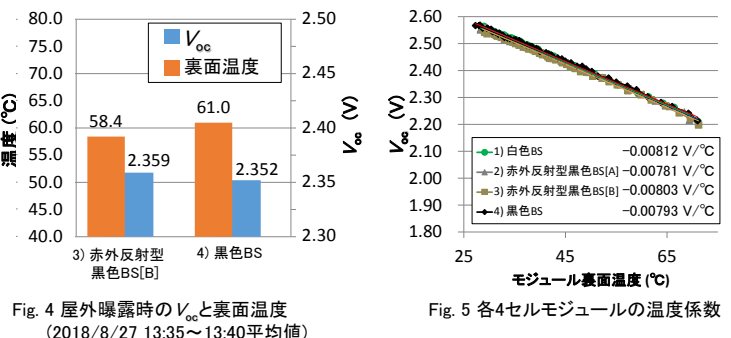 80.0
75.0
70.0
65.0
60.0
55.0
50.0
45.0
40.0
温度 (℃)
Voc
裏面温度
58.4
2.359
61.0
2.352
3) 赤外反射型
黒色BS[B]
4) 黒色BS
2.50
2.45
2.40
2.35
2.30
Voc (V)
Fig. 4 屋外曝露時のVocと裏面温度
(2018/8/27 13:35～13:40平均値)
2.60
2.50
2.40
2.30
2.20
2.10
2.00
1.90
1.80
Voc (V)
1) 白色BS −0.00812 V/℃
2) 赤外反射型黒色BS[A] −0.00781 V/℃
3) 赤外反射型黒色BS[B] −0.00803 V/℃
4) 黒色BS −0.00793 V/℃
25 45 65
モジュール裏面温度 (℃)
Fig. 5 各4セルモジュールの温度係数